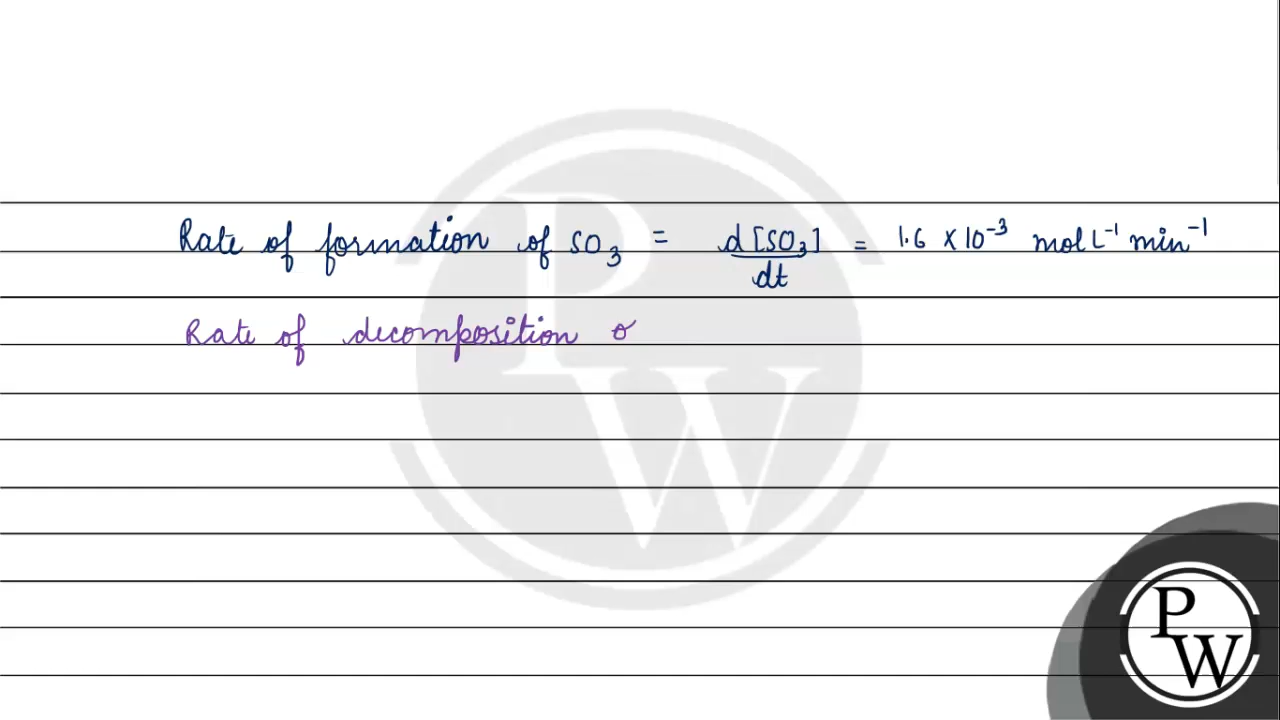 Rate of formation of SO₃ = d[SO₃]/dt = 1.6 × 10⁻³ mol L⁻¹ min⁻¹
Rate of decomposition o
P
W
P
W